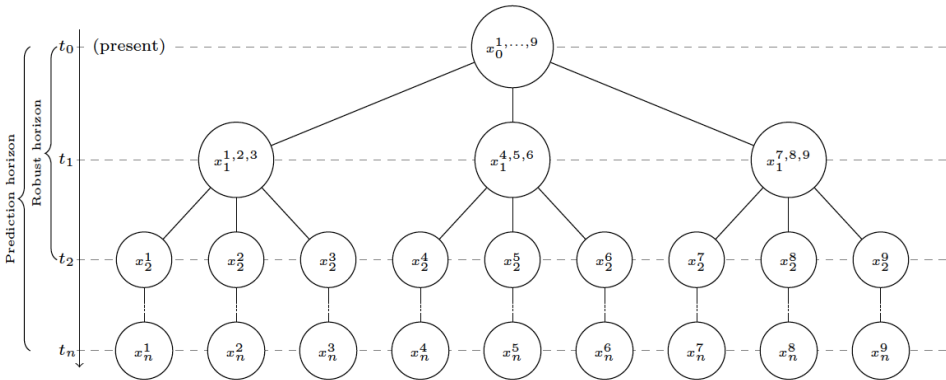 t₀ (present) x₀^{1,…,9}
Prediction horizon
Robust horizon
t₁ x₁^{1,2,3} x₁^{4,5,6} x₁^{7,8,9}
t₂ x₂^1 x₂^2 x₂^3 x₂^4 x₂^5 x₂^6 x₂^7 x₂^8 x₂^9
tₙ xₙ^1 xₙ^2 xₙ^3 xₙ^4 xₙ^5 xₙ^6 xₙ^7 xₙ^8 xₙ^9